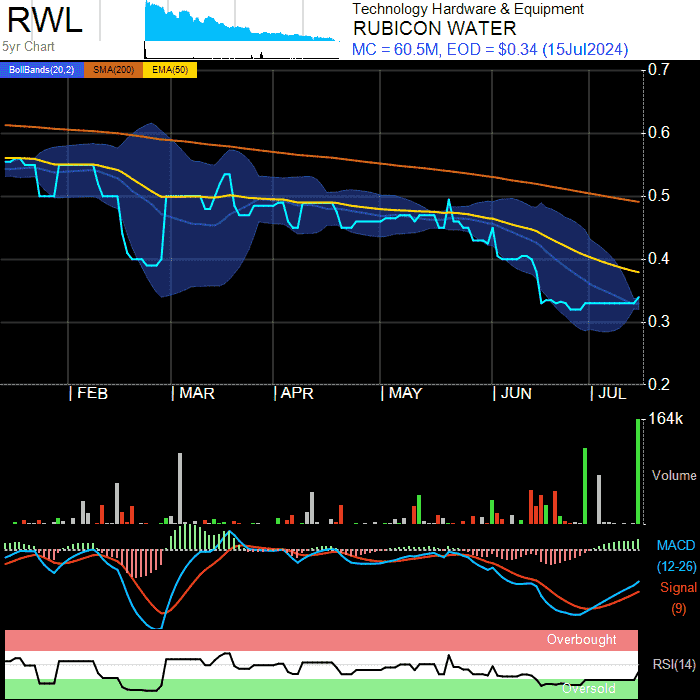 RWL
5yr Chart
Technology Hardware & Equipment
RUBICON WATER
MC = 60.5M, EOD = $0.34 (15Jul2024)
BollBands(20,2) SMA(200) EMA(50)
0.7
0.6
0.5
0.4
0.3
0.2
FEB MAR APR MAY JUN JUL
164k
Volume
MACD
(12-26)
Signal
(9)
Overbought
RSI(14)
Oversold